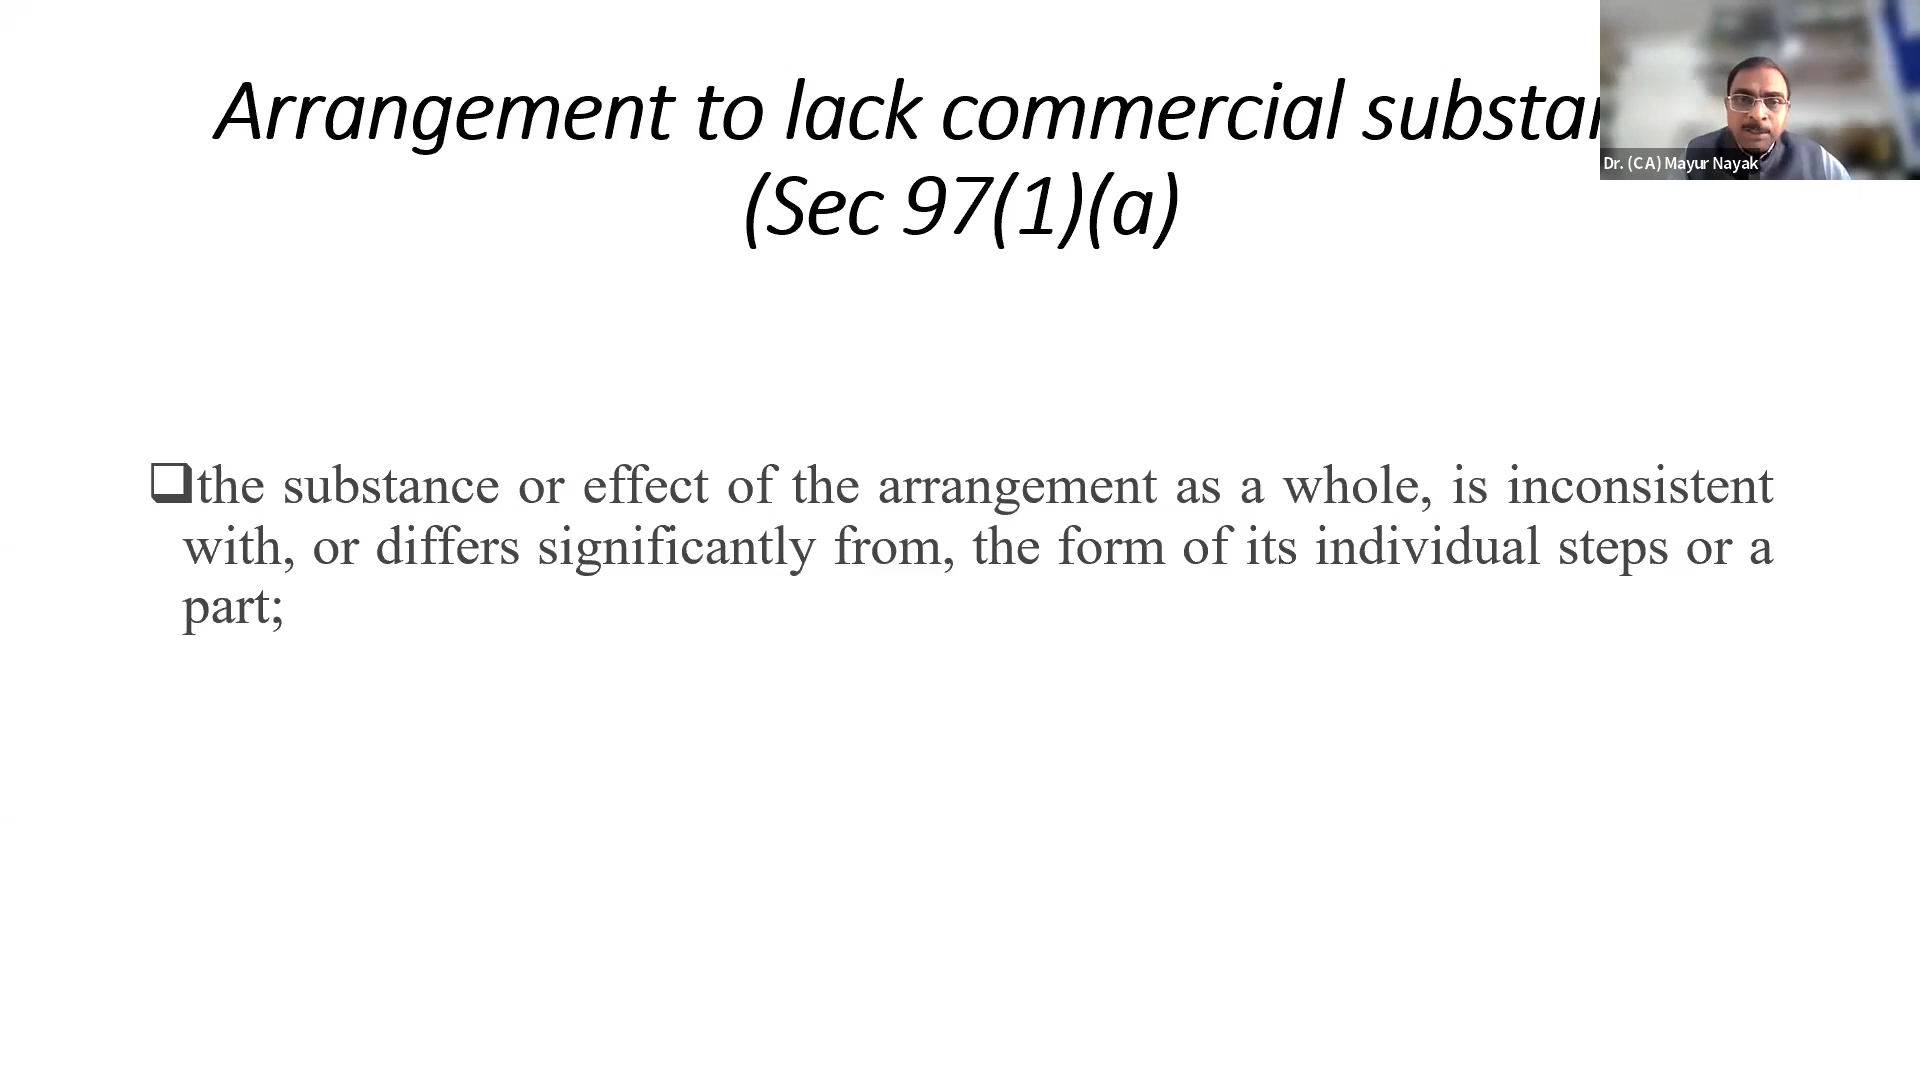 Arrangement to lack commercial
(Sec 97(1)(a)
Dr. (CA) Mayur Nayak
the substance or effect of the arrangement as a whole, is inconsistent
with, or differs significantly from, the form of its individual steps or a
part;